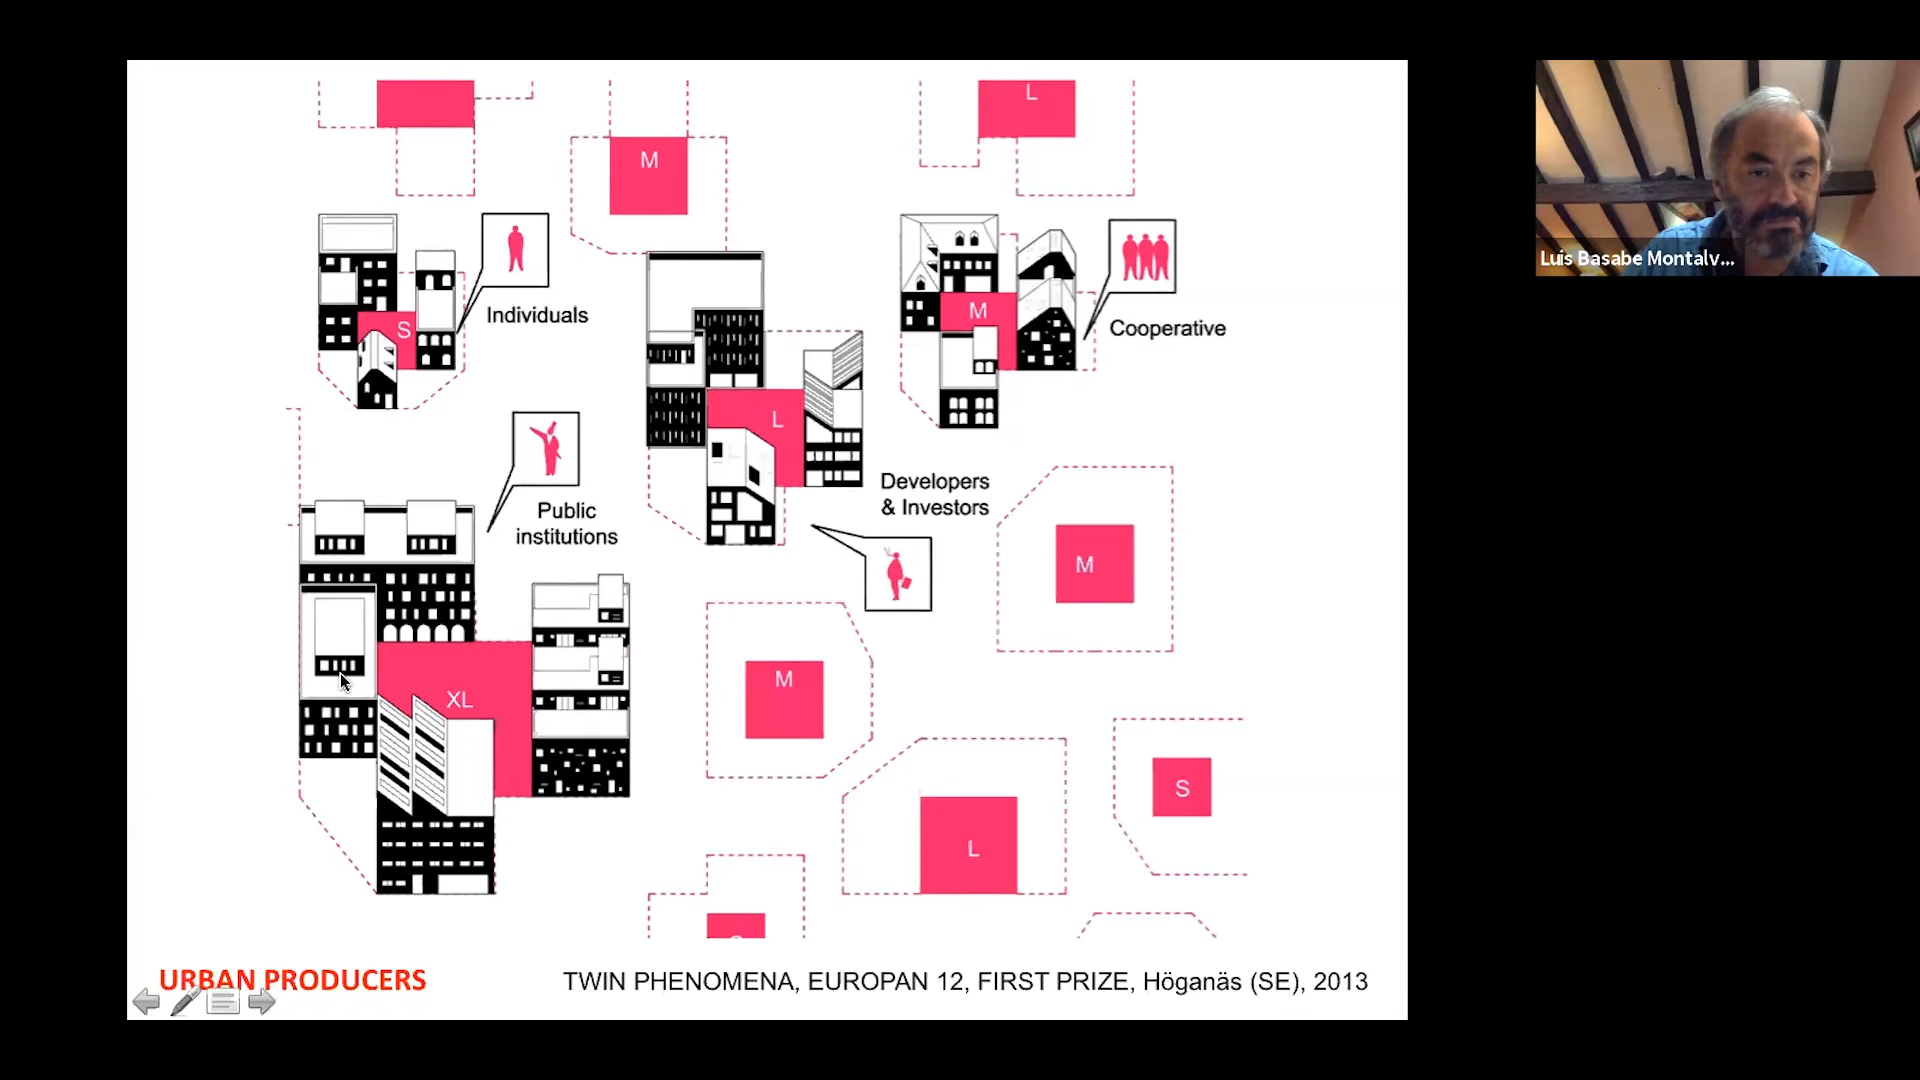 L
M
Individuals
S
M
Cooperative
L
Public
institutions
Developers
& Investors
M
M
XL
S
L
URBAN PRODUCERS
TWIN PHENOMENA, EUROPAN 12, FIRST PRIZE, Höganäs (SE), 2013
Luis Basabe Montalv...